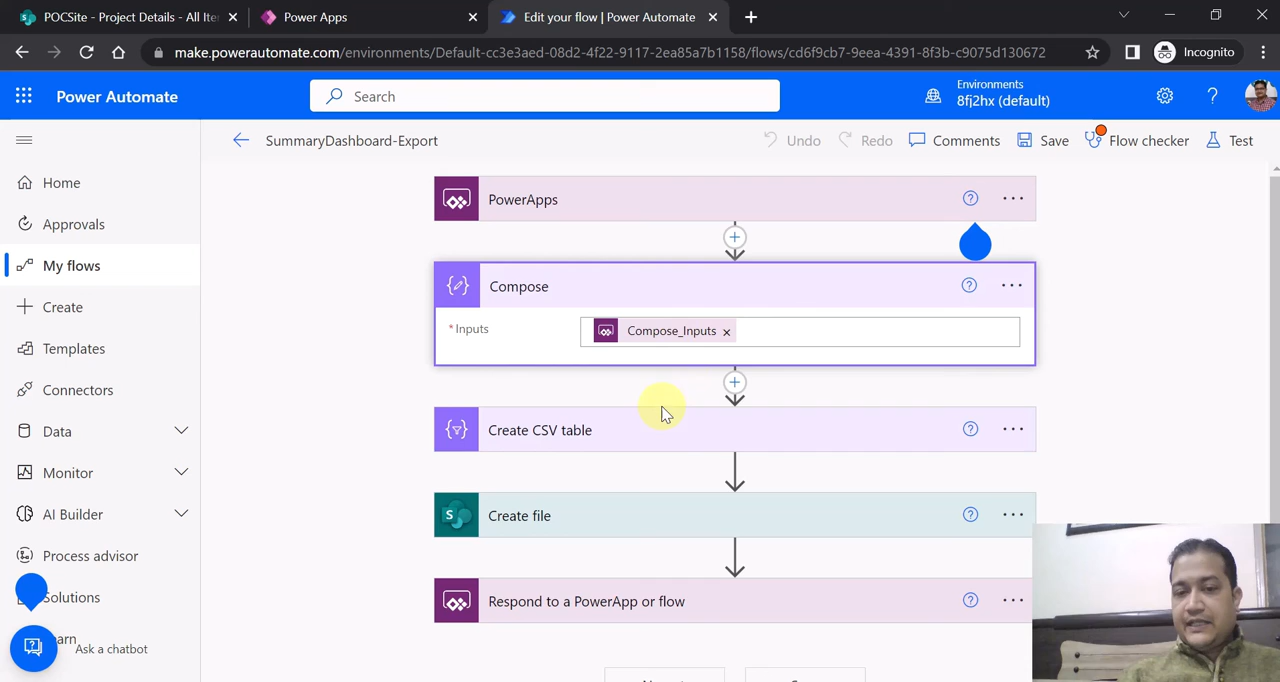 POCSite - Project Details - All Iter
Power Apps
Edit your flow | Power Automate
make.powerautomate.com/environments/Default-cc3e3aed-08d2-4f22-9117-2ea85a7b1158/flows/cd6f9cb7-9eea-4391-8f3b-c9075d130672
Incognito
Power Automate
Search
Environments
8fj2hx (default)
SummaryDashboard-Export
Undo
Redo
Comments
Save
Flow checker
Test
Home
Approvals
My flows
Create
Templates
Connectors
Data
Monitor
AI Builder
Process advisor
Solutions
Ask a chatbot
PowerApps
Compose
* Inputs
Compose_Inputs
Create CSV table
S
Create file
Respond to a PowerApp or flow